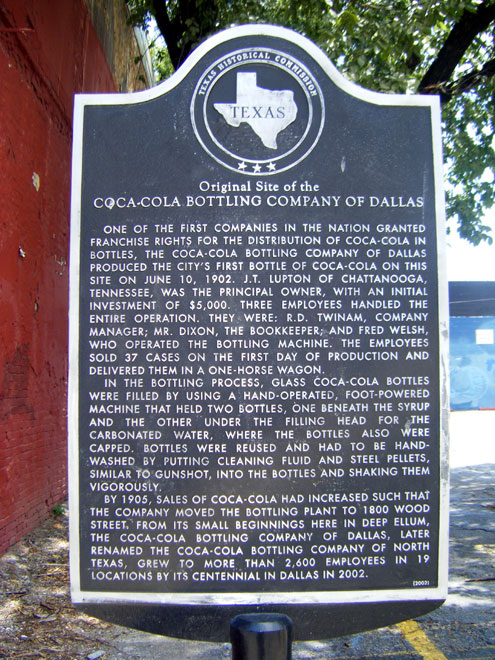 TEXAS HISTORICAL COMMISSION
TEXAS
Original Site of the
COCA-COLA BOTTLING COMPANY OF DALLAS
ONE OF THE FIRST COMPANIES IN THE NATION GRANTED
FRANCHISE RIGHTS FOR THE DISTRIBUTION OF COCA-COLA IN
BOTTLES, THE COCA-COLA BOTTLING COMPANY OF DALLAS
PRODUCED THE CITY'S FIRST BOTTLE OF COCA-COLA ON THIS
SITE ON JUNE 10, 1902. J.T. LUPTON OF CHATTANOOGA,
TENNESSEE, WAS THE PRINCIPAL OWNER, WITH AN INITIAL
INVESTMENT OF $5,000. THREE EMPLOYEES HANDLED THE
ENTIRE OPERATION. THEY WERE: R.D. TWINAM, COMPANY
MANAGER; MR. DIXON, THE BOOKKEEPER; AND FRED WELSH,
WHO OPERATED THE BOTTLING MACHINE. THE EMPLOYEES
SOLD 37 CASES ON THE FIRST DAY OF PRODUCTION AND
DELIVERED THEM IN A ONE-HORSE WAGON.
IN THE BOTTLING PROCESS, GLASS COCA-COLA BOTTLES
WERE FILLED BY USING A HAND-OPERATED, FOOT-POWERED
MACHINE THAT HELD TWO BOTTLES, ONE BENEATH THE SYRUP
AND THE OTHER UNDER THE FILLING HEAD FOR THE
CARBONATED WATER, WHERE THE BOTTLES ALSO WERE
CAPPED. BOTTLES WERE REUSED AND HAD TO BE HAND-
WASHED BY PUTTING CLEANING FLUID AND STEEL PELLETS,
SIMILAR TO GUNSHOT, INTO THE BOTTLES AND SHAKING THEM
VIGOROUSLY.
BY 1905, SALES OF COCA-COLA HAD INCREASED SUCH THAT
THE COMPANY MOVED THE BOTTLING PLANT TO 1800 WOOD
STREET. FROM ITS SMALL BEGINNINGS HERE IN DEEP ELLUM,
THE COCA-COLA BOTTLING COMPANY OF DALLAS, LATER
RENAMED THE COCA-COLA BOTTLING COMPANY OF NORTH
TEXAS, GREW TO MORE THAN 2,600 EMPLOYEES IN 19
LOCATIONS BY ITS CENTENNIAL IN DALLAS IN 2002.
(2002)